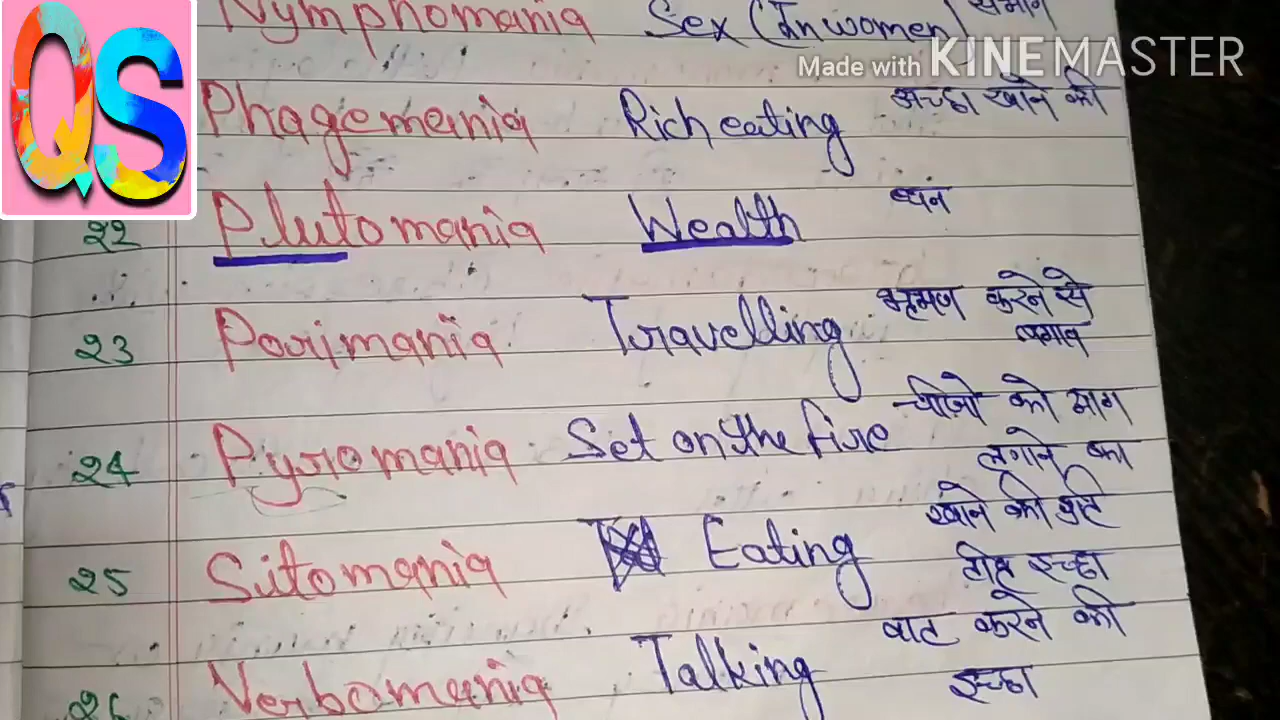 Nymphomania Sex (In women) संभोग
Made with KINEMASTER
QS
Phagemania Rich eating अच्छा खाने की
22 Plutomania Wealth ध्यन
23 Porimania Travelling भ्रमण करने से
लगाव
24 Pyromania Set on the fire चीजो को आग
लगाने का
25 Sitomania Eating खाने की प्रति
तीव्र इच्छा
26 Verbomania Talking बात करने की
इच्छा